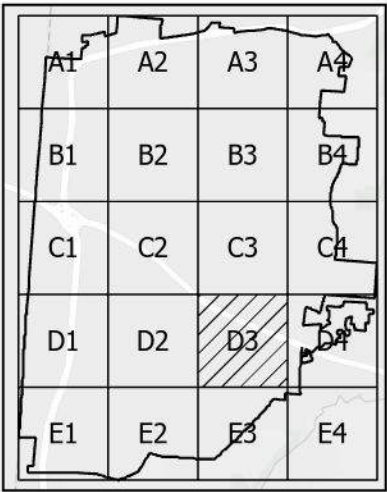 A1 A2 A3 A4
B1 B2 B3 B4
C1 C2 C3 C4
D1 D2 D3 D4
E1 E2 E3 E4